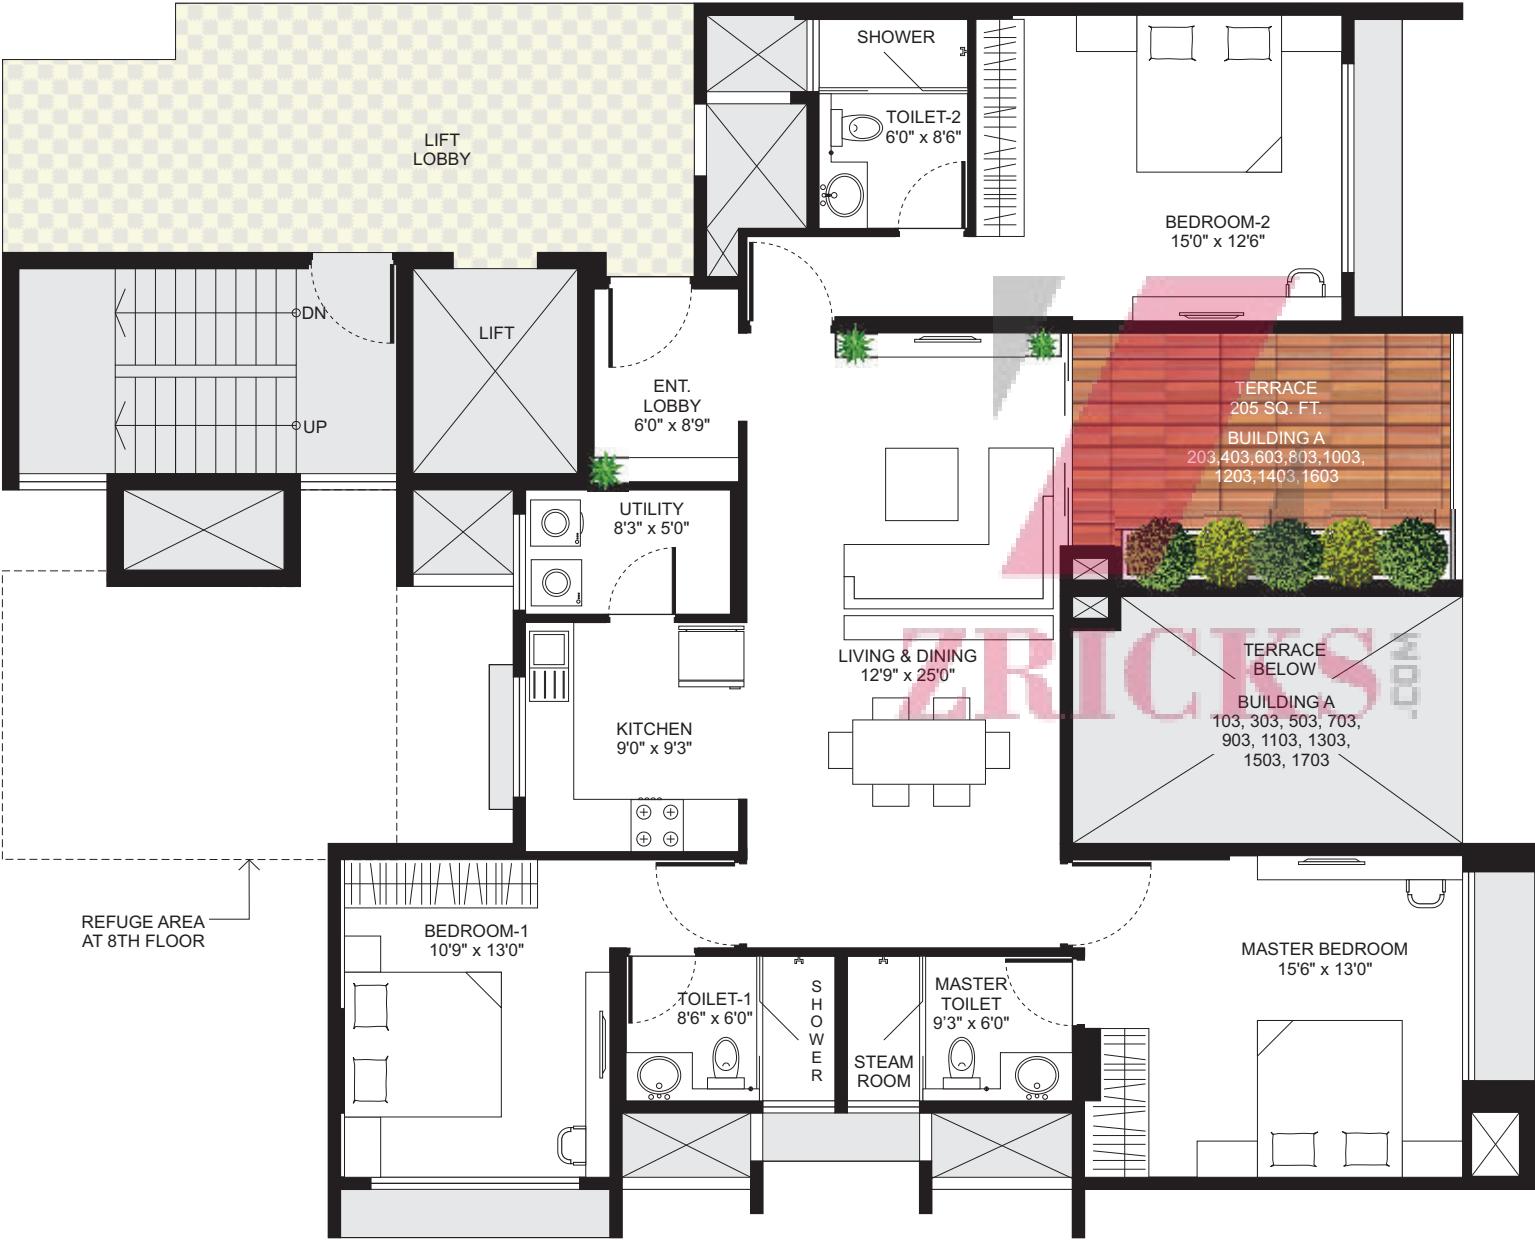 SHOWER
TOILET-2
6'0" x 8'6"
LIFT
LOBBY
BEDROOM-2
15'0" x 12'6"
DN
LIFT
UP
ENT.
LOBBY
6'0" x 8'9"
TERRACE
205 SQ. FT.
BUILDING A
203,403,603,803,1003,
1203,1403,1603
UTILITY
8'3" x 5'0"
LIVING & DINING
12'9" x 25'0"
ZRICKS
.COM
TERRACE
BELOW
BUILDING A
103, 303, 503, 703,
903, 1103, 1303,
1503, 1703
KITCHEN
9'0" x 9'3"
REFUGE AREA
AT 8TH FLOOR
BEDROOM-1
10'9" x 13'0"
MASTER BEDROOM
15'6" x 13'0"
TOILET-1
8'6" x 6'0"
SHOWER
MASTER
TOILET
9'3" x 6'0"
STEAM
ROOM